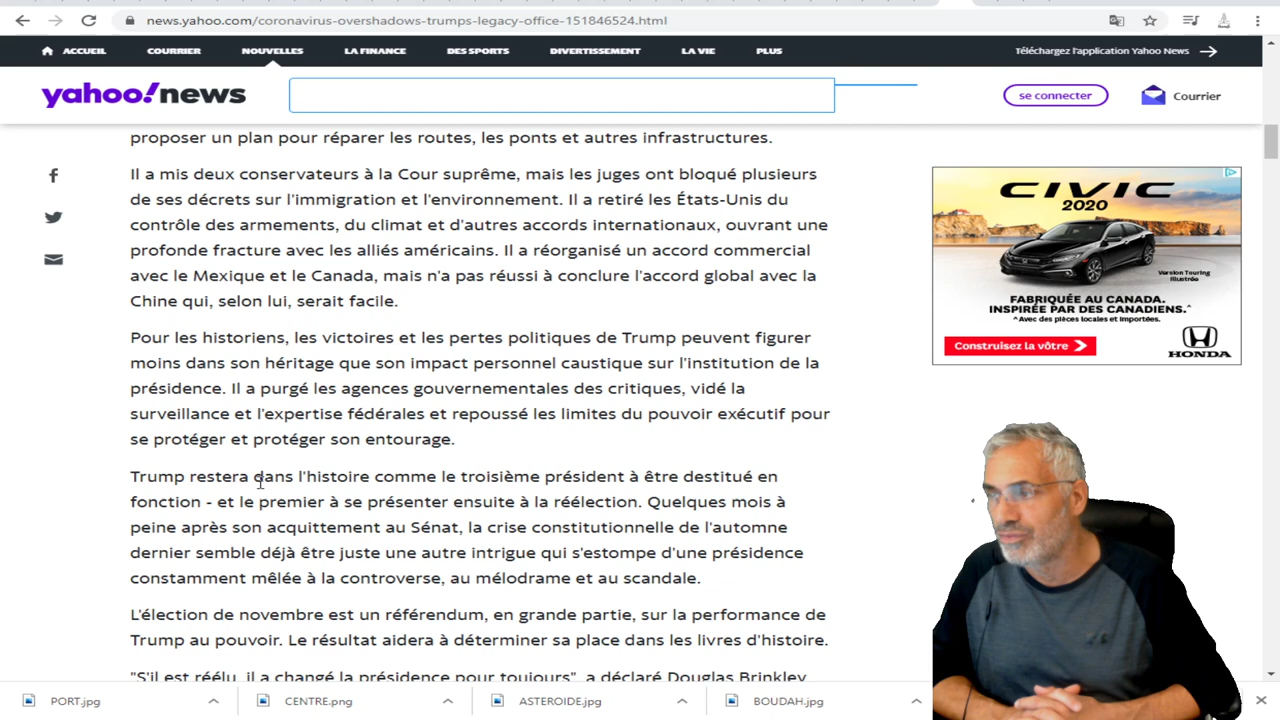 news.yahoo.com/coronavirus-overshadows-trumps-legacy-office-151846524.html
ACCUEIL COURRIER NOUVELLES LA FINANCE DES SPORTS DIVERTISSEMENT LA VIE PLUS Téléchargez l'application Yahoo News
yahoo!news se connecter Courrier
proposer un plan pour réparer les routes, les ponts et autres infrastructures.
Il a mis deux conservateurs à la Cour suprême, mais les juges ont bloqué plusieurs
de ses décrets sur l'immigration et l'environnement. Il a retiré les États-Unis du
contrôle des armements, du climat et d'autres accords internationaux, ouvrant une
profonde fracture avec les alliés américains. Il a réorganisé un accord commercial
avec le Mexique et le Canada, mais n'a pas réussi à conclure l'accord global avec la
Chine qui, selon lui, serait facile.
Pour les historiens, les victoires et les pertes politiques de Trump peuvent figurer
moins dans son héritage que son impact personnel caustique sur l'institution de la
présidence. Il a purgé les agences gouvernementales des critiques, vidé la
surveillance et l'expertise fédérales et repoussé les limites du pouvoir exécutif pour
se protéger et protéger son entourage.
Trump restera dans l'histoire comme le troisième président à être destitué en
fonction - et le premier à se présenter ensuite à la réélection. Quelques mois à
peine après son acquittement au Sénat, la crise constitutionnelle de l'automne
dernier semble déjà être juste une autre intrigue qui s'estompe d'une présidence
constamment mêlée à la controverse, au mélodrame et au scandale.
L'élection de novembre est un référendum, en grande partie, sur la performance de
Trump au pouvoir. Le résultat aidera à déterminer sa place dans les livres d'histoire.
"S'il est réélu, il a changé la présidence pour toujours", a déclaré Douglas Brinkley,
CIVIC
2020
Version Touring
illustrée
FABRIQUÉE AU CANADA.
INSPIRÉE PAR DES CANADIENS.^
^Avec des pièces locales et importées.
Construisez la vôtre
HONDA
PORT.jpg CENTRE.png ASTEROIDE.jpg BOUDAH.jpg